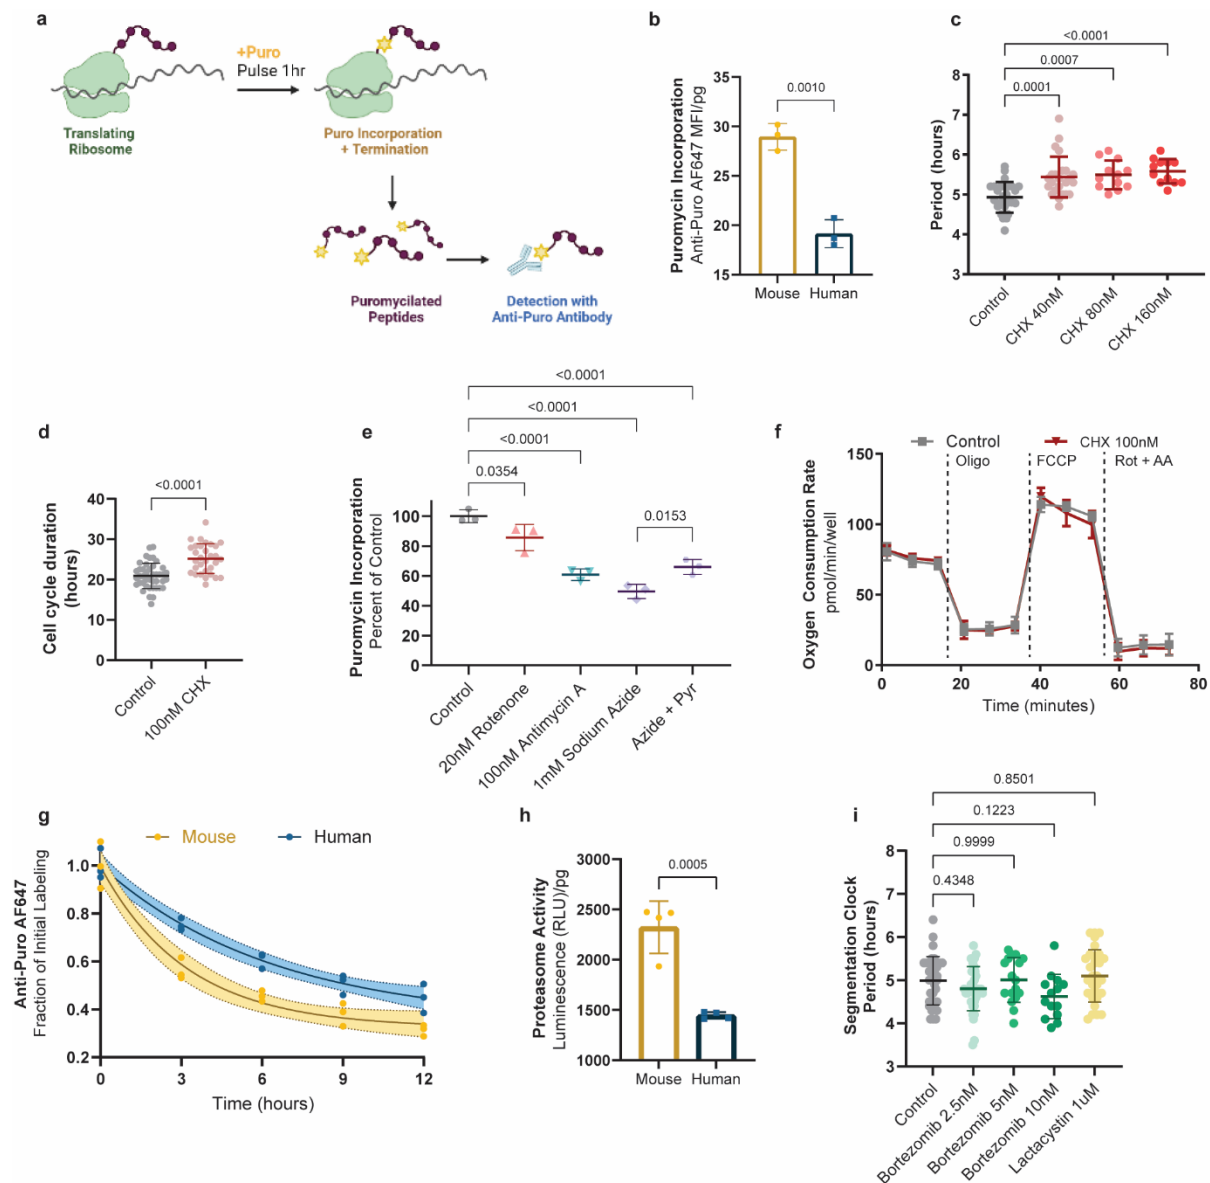 a
+Puro
Pulse 1hr
Translating
Ribosome
Puro Incorporation
+ Termination
Puromycilated
Peptides
Detection with
Anti-Puro Antibody
b
Puromycin Incorporation
Anti-Puro AF647 MFI/pg
35
30
25
20
15
0.0010
Mouse
Human
c
Period (hours)
8
7
6
5
4
3
<0.0001
0.0007
0.0001
Control
CHX 40nM
CHX 80nM
CHX 160nM
d
Cell cycle duration
(hours)
40
30
20
10
0
<0.0001
Control
100nM CHX
e
Puromycin Incorporation
Percent of Control
100
80
60
40
20
0
<0.0001
<0.0001
<0.0001
0.0354
0.0153
Control
20nM Rotenone
100nM Antimycin A
1mM Sodium Azide
Azide + Pyr
f
Control
CHX 100nM
Oligo
FCCP
Rot + AA
Oxygen Consumption Rate
pmol/min/well
150
100
50
0
0
20
40
60
80
Time (minutes)
g
Mouse
Human
Anti-Puro AF647
Fraction of Initial Labeling
1.0
0.8
0.6
0.4
0.2
0
3
6
9
12
Time (hours)
h
Proteasome Activity
Luminescence (RLU)/pg
3000
2500
2000
1500
1000
0.0005
Mouse
Human
i
Segmentation Clock
Period (hours)
8
7
6
5
4
3
0.8501
0.1223
0.9999
0.4348
Control
Bortezomib 2.5nM
Bortezomib 5nM
Bortezomib 10nM
Lactacystin 1uM